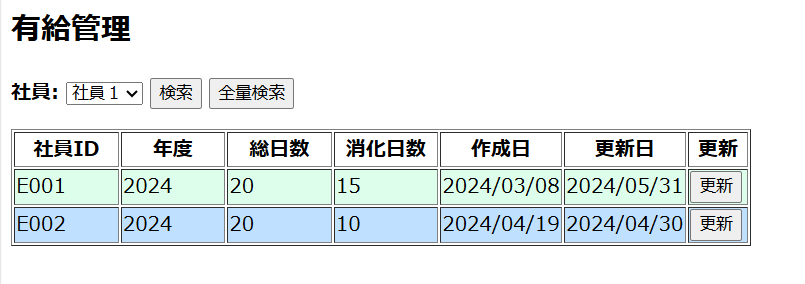 有給管理
社員: 社員１ 検索 全量検索
社員ID 年度 総日数 消化日数 作成日 更新日 更新
E001 2024 20 15 2024/03/08 2024/05/31 更新
E002 2024 20 10 2024/04/19 2024/04/30 更新